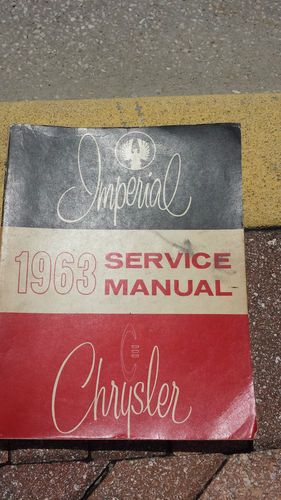 Imperial
1963 SERVICE
MANUAL
Chrysler